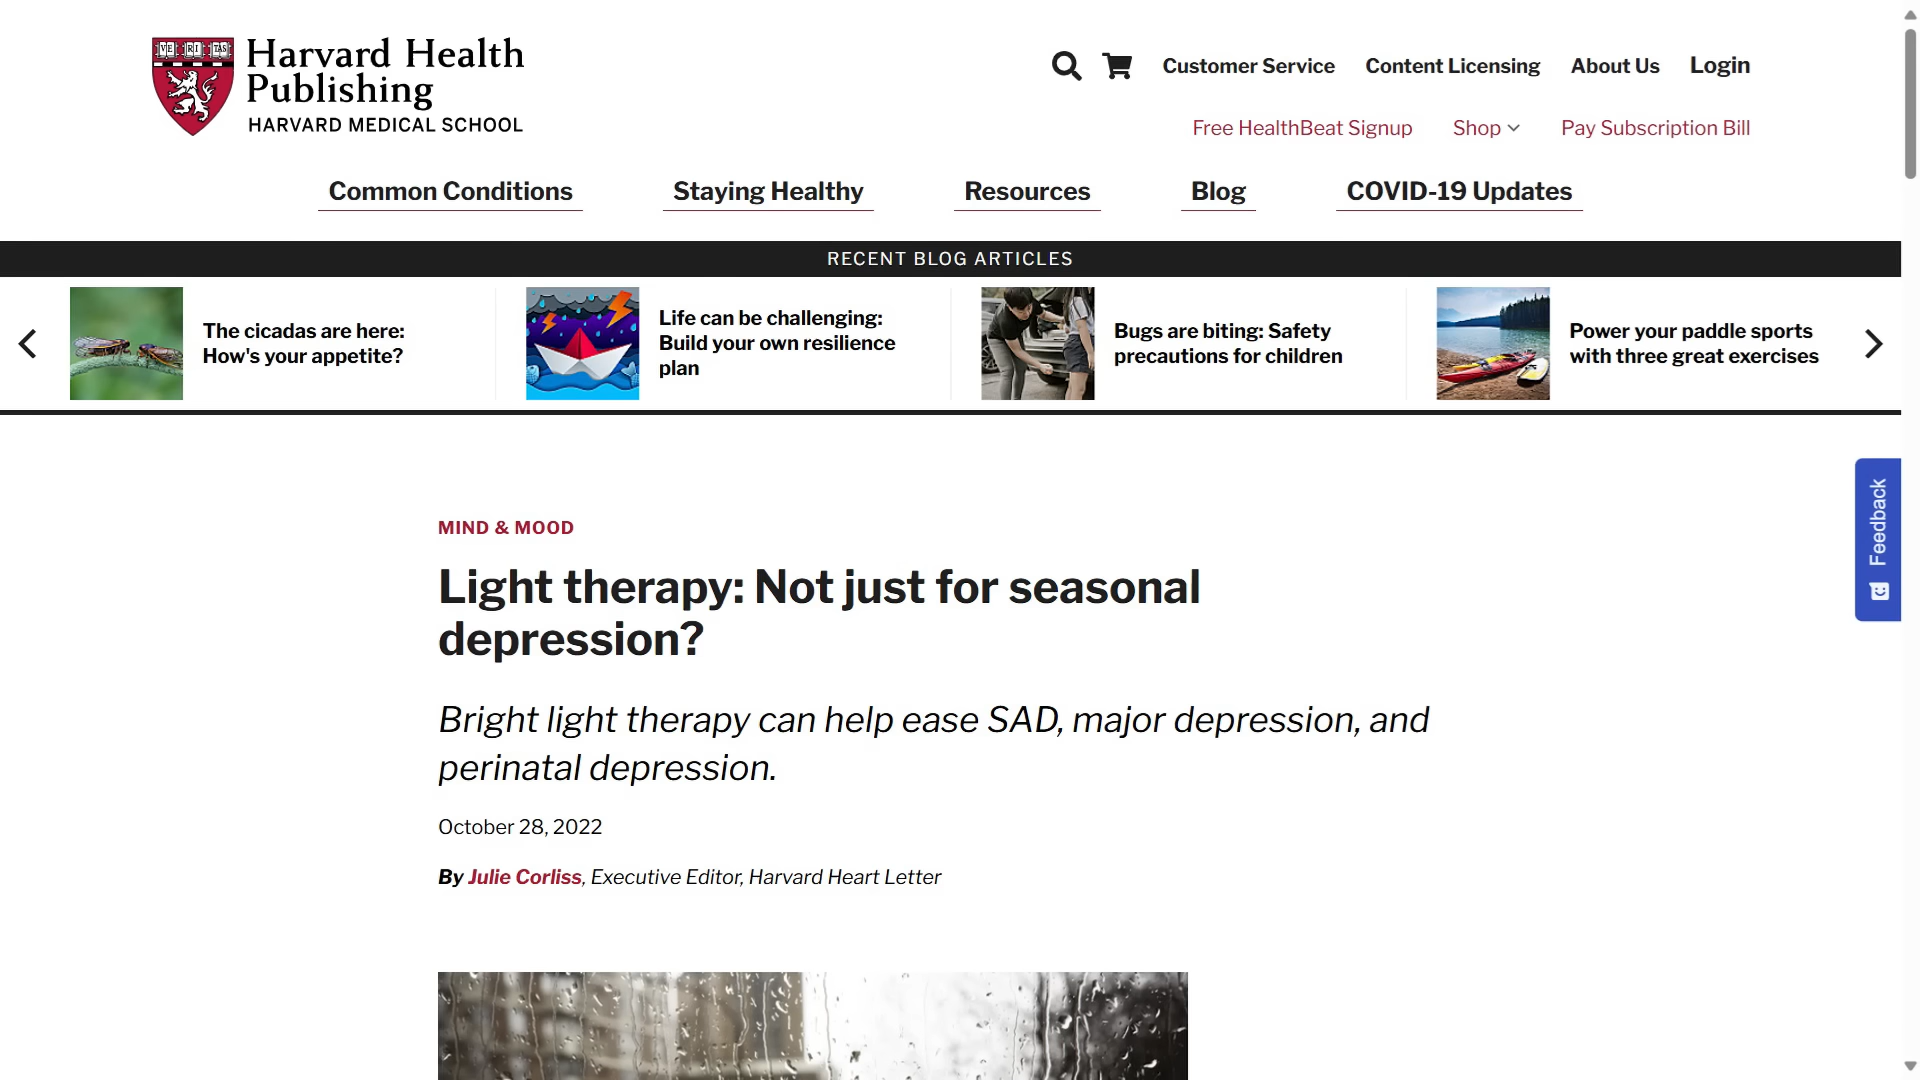 VE RI TAS
Harvard Health
Publishing
HARVARD MEDICAL SCHOOL
Customer Service
Content Licensing
About Us
Login
Free HealthBeat Signup
Shop
Pay Subscription Bill
Common Conditions
Staying Healthy
Resources
Blog
COVID-19 Updates
RECENT BLOG ARTICLES
The cicadas are here:
How's your appetite?
Life can be challenging:
Build your own resilience
plan
Bugs are biting: Safety
precautions for children
Power your paddle sports
with three great exercises
Feedback
MIND & MOOD
Light therapy: Not just for seasonal
depression?
Bright light therapy can help ease SAD, major depression, and
perinatal depression.
October 28, 2022
By Julie Corliss, Executive Editor, Harvard Heart Letter